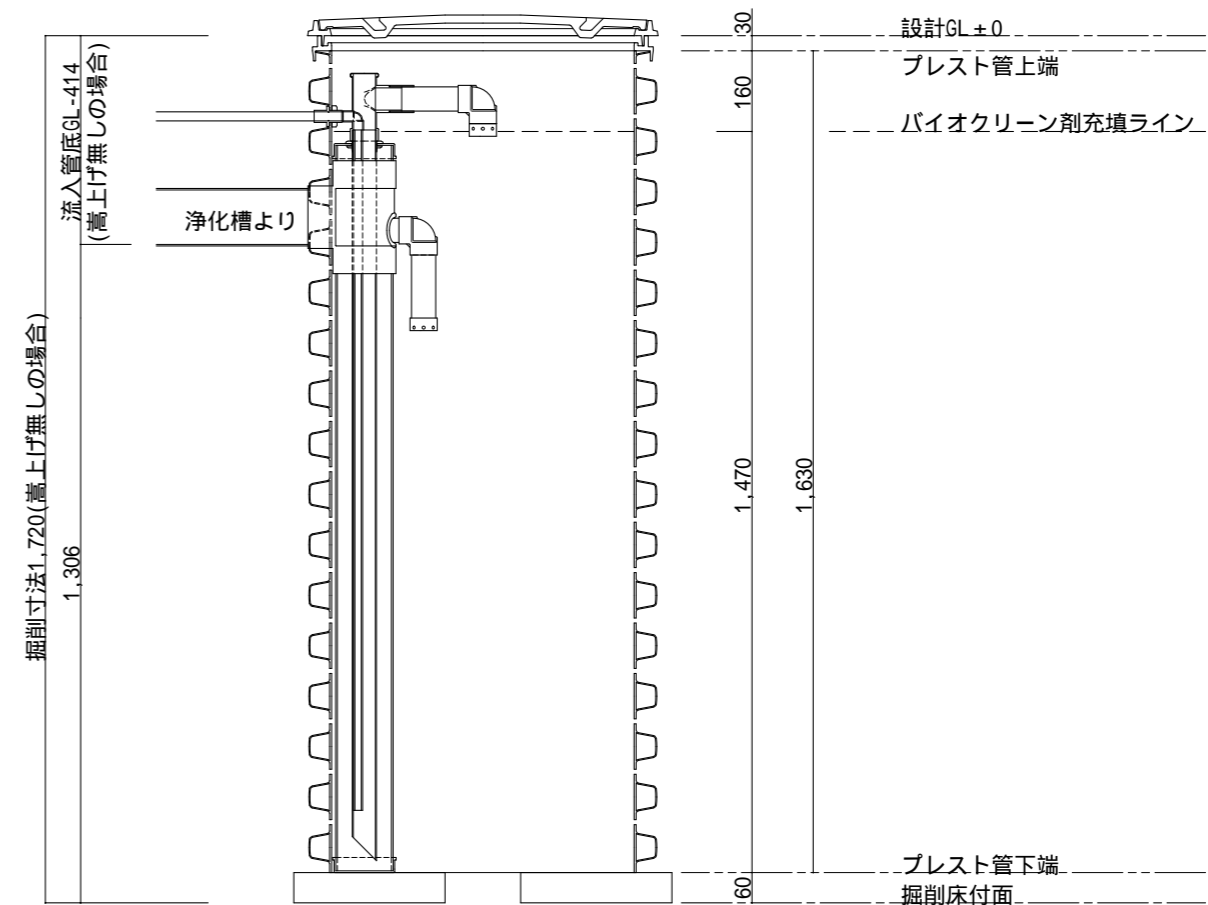 設計GL±0
プレスト管上端
バイオクリーン剤充填ライン
30
160
流入管底GL-414
(嵩上げ無しの場合)
浄化槽より
掘削寸法1,720(嵩上げ無しの場合)
1,306
1,470
1,630
プレスト管下端
掘削床付面
60